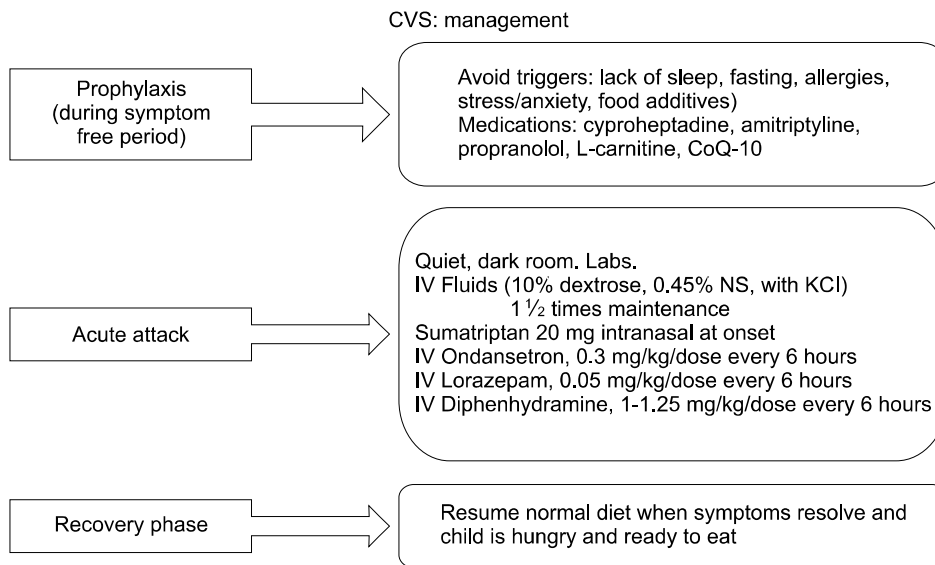 CVS: management
Prophylaxis
(during symptom
free period)
Avoid triggers: lack of sleep, fasting, allergies,
stress/anxiety, food additives)
Medications: cyproheptadine, amitriptyline,
propranolol, L-carnitine, CoQ-10
Acute attack
Quiet, dark room. Labs.
IV Fluids (10% dextrose, 0.45% NS, with KCl)
1 1/2 times maintenance
Sumatriptan 20 mg intranasal at onset
IV Ondansetron, 0.3 mg/kg/dose every 6 hours
IV Lorazepam, 0.05 mg/kg/dose every 6 hours
IV Diphenhydramine, 1-1.25 mg/kg/dose every 6 hours
Recovery phase
Resume normal diet when symptoms resolve and
child is hungry and ready to eat